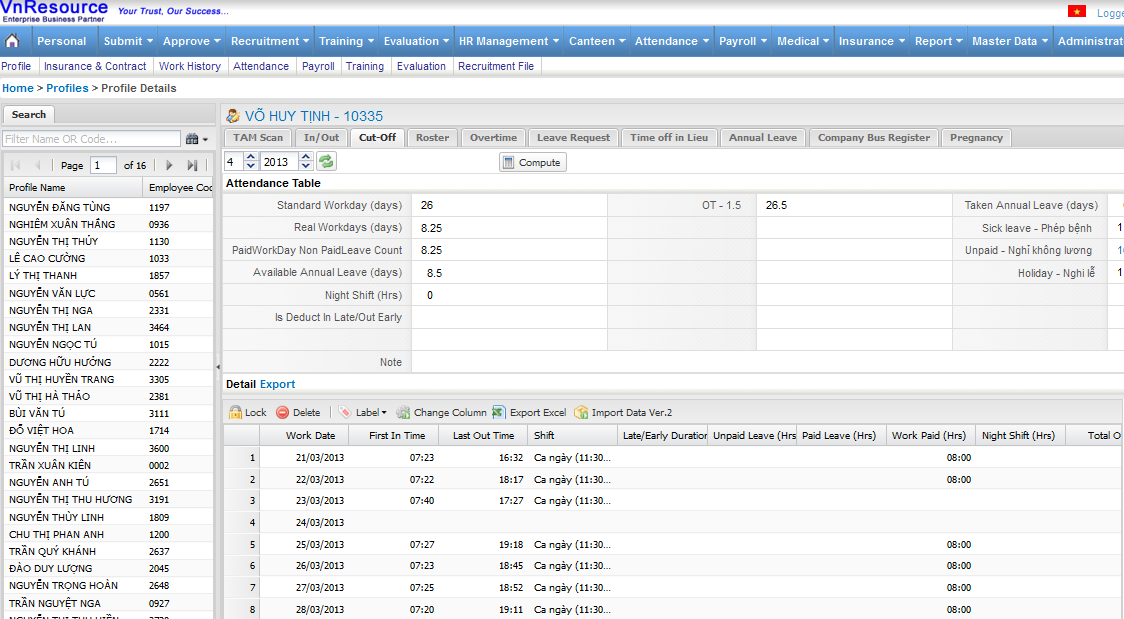 VnResource Your Trust, Our Success...
Enterprise Business Partner
Logge
Personal Submit Approve Recruitment Training Evaluation HR Management Canteen Attendance Payroll Medical Insurance Report Master Data Administrat
Profile Insurance & Contract Work History Attendance Payroll Training Evaluation Recruitment File
Home > Profiles > Profile Details
Search
Filter Name OR Code...
Page 1 of 16
Profile Name Employee Cod
NGUYỄN ĐĂNG TÙNG 1197
NGHIÊM XUÂN THẮNG 0936
NGUYỄN THỊ THỦY 1130
LÊ CAO CƯỜNG 1033
LÝ THỊ THANH 1857
NGUYỄN VĂN LỰC 0561
NGUYỄN THỊ NGA 2331
NGUYỄN THỊ LAN 3464
NGUYỄN NGỌC TÚ 1015
DƯƠNG HỮU HƯỚNG 2222
VŨ THỊ HUYỀN TRANG 3305
VŨ THỊ HÀ THẢO 2381
BÙI VĂN TÚ 3111
ĐỖ VIỆT HOA 1714
NGUYỄN THỊ LINH 3600
TRẦN XUÂN KIÊN 0002
NGUYỄN ANH TÚ 2651
NGUYỄN THỊ THU HƯƠNG 3191
NGUYỄN THÙY LINH 1809
CHU THỊ PHAN ANH 1200
TRẦN QUÝ KHÁNH 2637
ĐÀO DUY LƯỢNG 2045
NGUYỄN TRỌNG HOÀN 2648
TRẦN NGUYỆT NGA 0927
VÕ HUY TỊNH - 10335
TAM Scan In/Out Cut-Off Roster Overtime Leave Request Time off in Lieu Annual Leave Company Bus Register Pregnancy
4 2013 Compute
Attendance Table
Standard Workday (days) 26 OT - 1.5 26.5 Taken Annual Leave (days)
Real Workdays (days) 8.25 Sick leave - Phép bệnh 1
PaidWorkDay Non PaidLeave Count 8.25 Unpaid - Nghỉ không lương
Available Annual Leave (days) 8.5 Holiday - Nghỉ lễ 1
Night Shift (Hrs) 0
Is Deduct In Late/Out Early
Note
Detail Export
Lock Delete Label Change Column Export Excel Import Data Ver.2
Work Date First In Time Last Out Time Shift Late/Early Duration Unpaid Leave (Hrs Paid Leave (Hrs) Work Paid (Hrs) Night Shift (Hrs) Total O
1 21/03/2013 07:23 16:32 Ca ngày (11:30... 08:00
2 22/03/2013 07:22 18:17 Ca ngày (11:30... 08:00
3 23/03/2013 07:40 17:27 Ca ngày (11:30...
4 24/03/2013
5 25/03/2013 07:27 19:18 Ca ngày (11:30... 08:00
6 26/03/2013 07:23 18:45 Ca ngày (11:30... 08:00
7 27/03/2013 07:25 18:52 Ca ngày (11:30... 08:00
8 28/03/2013 07:20 19:11 Ca ngày (11:30... 08:00